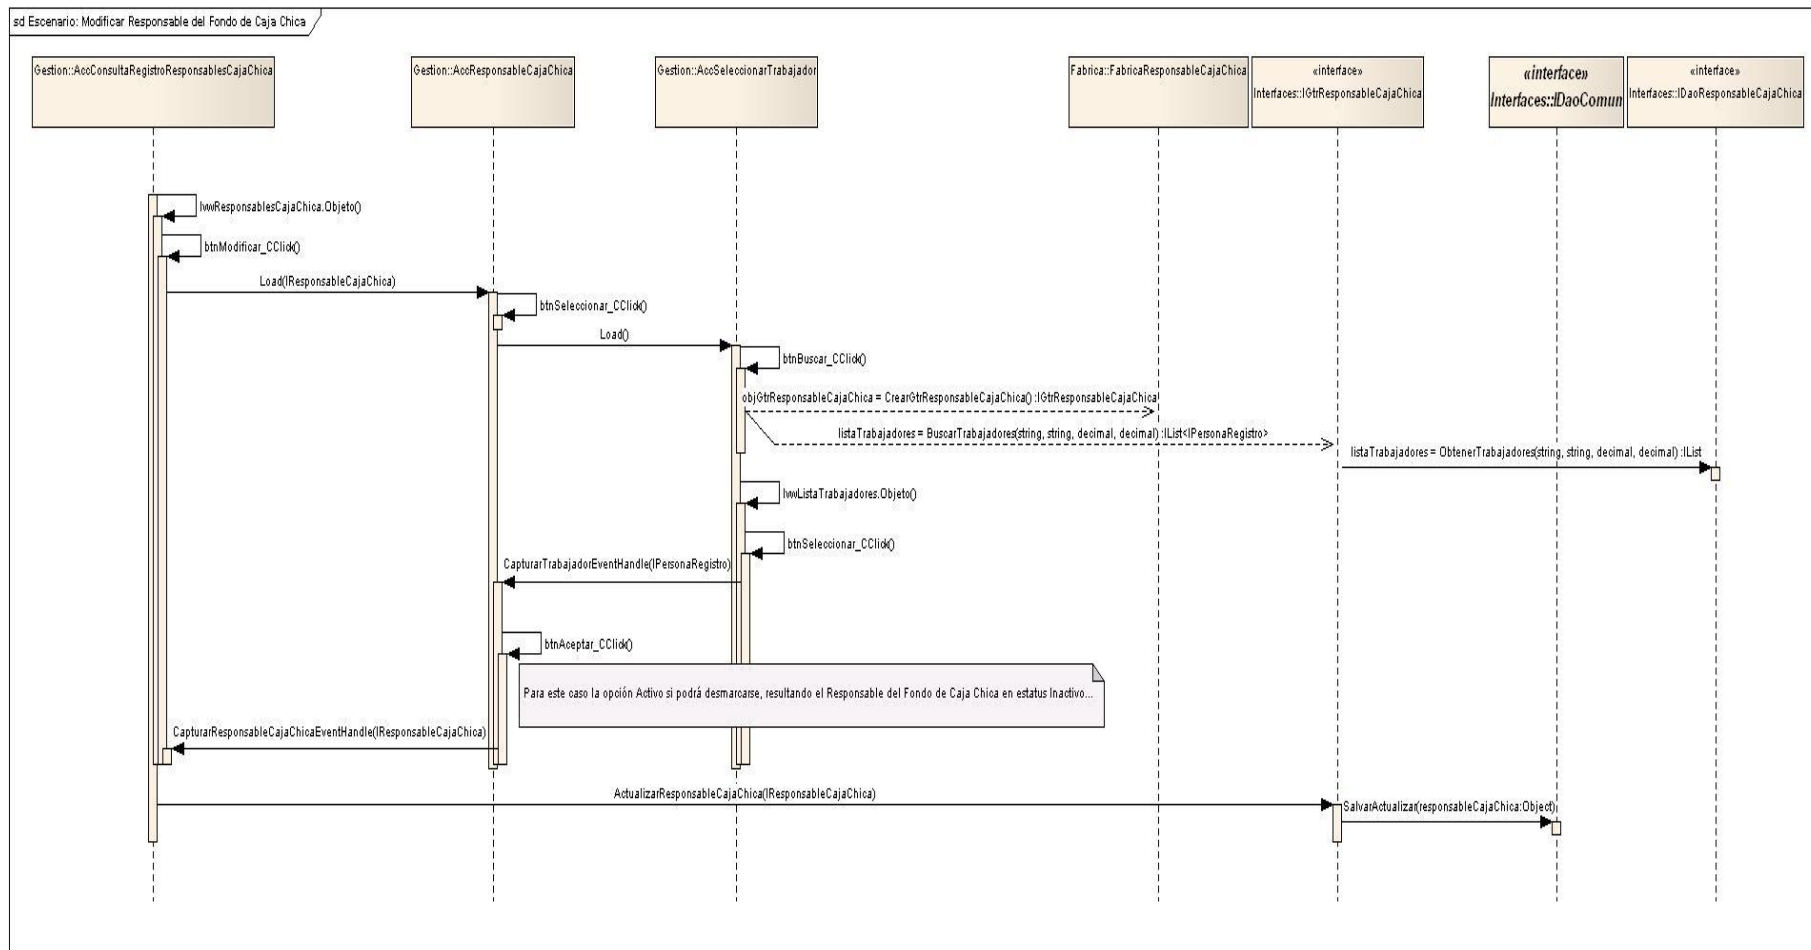 sd Escenario: Modificar Responsable del Fondo de Caja Chica
Gestion::AccConsultaRegistroResponsablesCajaChica
Gestion::AccResponsableCajaChica
Gestion::AccSeleccionarTrabajador
Fabrica::FabricaResponsableCajaChica
«interface»
Interfaces::IGtrResponsableCajaChica
«interface»
Interfaces::IDaoComun
«interface»
Interfaces::IDaoResponsableCajaChica
lvwResponsablesCajaChica.Objeto()
btnModificar_CClick()
Load(IResponsableCajaChica)
btnSeleccionar_CClick()
Load()
btnBuscar_CClick()
objGtrResponsableCajaChica = CrearGtrResponsableCajaChica() :IGtrResponsableCajaChica
listaTrabajadores = BuscarTrabajadores(string, string, decimal, decimal) :IList<IPersonaRegistro>
listaTrabajadores = ObtenerTrabajadores(string, string, decimal, decimal) :IList
lvwListaTrabajadores.Objeto()
btnSeleccionar_CClick()
CapturarTrabajadorEventHandle(IPersonaRegistro)
btnAceptar_CClick()
Para este caso la opción Activo si podrá desmarcarse, resultando el Responsable del Fondo de Caja Chica en estatus Inactivo...
CapturarResponsableCajaChicaEventHandle(IResponsableCajaChica)
ActualizarResponsableCajaChica(IResponsableCajaChica)
SalvarActualizar(responsableCajaChica:Object)